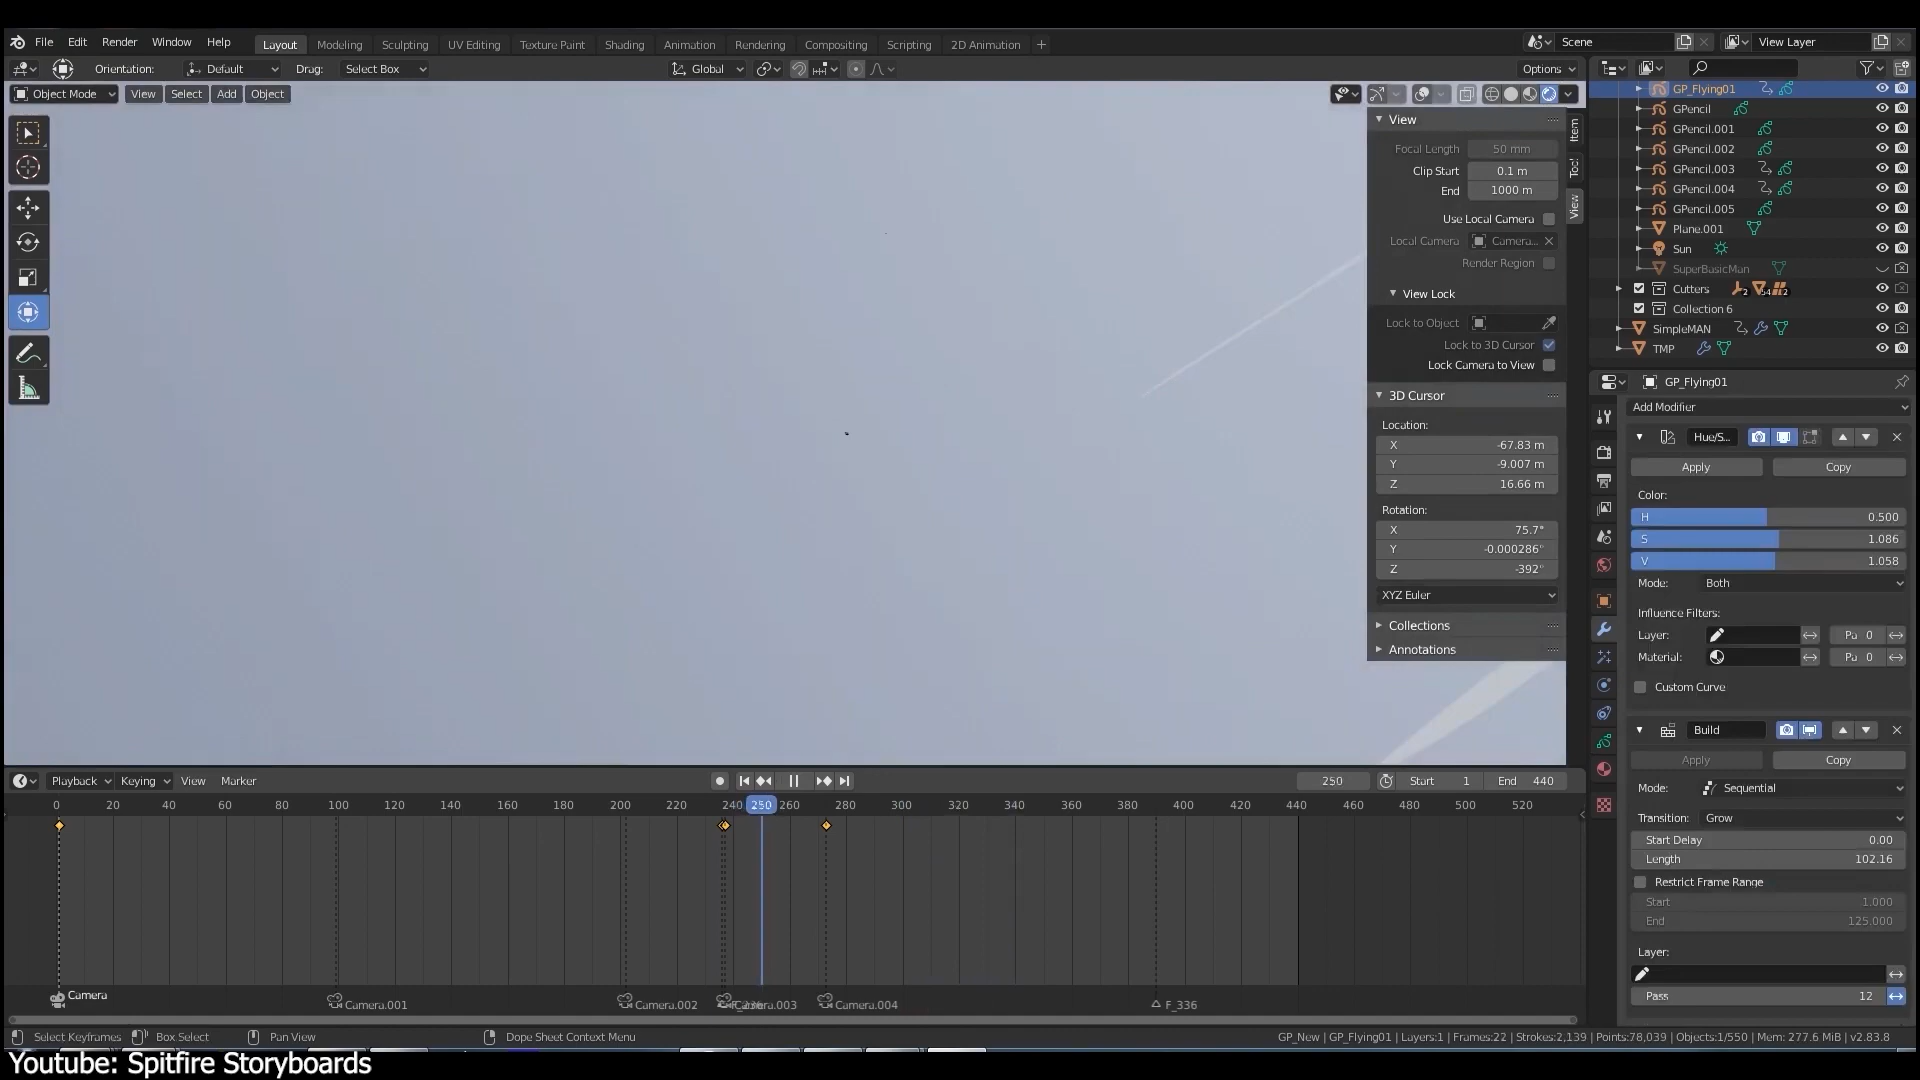 File Edit Render Window Help Layout Modeling Sculpting UV Editing Texture Paint Shading Animation Rendering Compositing Scripting 2D Animation + Scene View Layer
Orientation: Default Drag: Select Box Global Options
Object Mode View Select Add Object
View
Focal Length 50 mm
Clip Start 0.1 m
End 1000 m
Use Local Camera
Local Camera Camera...
Render Region
View Lock
Lock to Object
Lock to 3D Cursor
Lock Camera to View
3D Cursor
Location:
X -67.83 m
Y -9.007 m
Z 16.66 m
Rotation:
X 75.7°
Y -0.000286°
Z -392°
XYZ Euler
Collections
Annotations
Item
Tool
View
GP_Flying01
GPencil
GPencil.001
GPencil.002
GPencil.003
GPencil.004
GPencil.005
Plane.001
Sun
SuperBasicMan
Cutters 2 54 2
Collection 6
SimpleMAN
TMP
GP_Flying01
Add Modifier
Hue/S...
Apply Copy
Color:
H 0.500
S 1.086
V 1.058
Mode: Both
Influence Filters:
Layer: Pa 0
Material: Pa 0
Custom Curve
Build
Apply Copy
Mode: Sequential
Transition: Grow
Start Delay 0.00
Length 102.16
Restrict Frame Range
Start 1.000
End 125.000
Layer:
Pass 12
Playback Keying View Marker 250 Start 1 End 440
0 20 40 60 80 100 120 140 160 180 200 220 240 250 260 280 300 320 340 360 380 400 420 440 460 480 500 520
Camera Camera.001 Camera.002 Camera.003 Camera.004 F_336
Select Keyframes Box Select Pan View Dope Sheet Context Menu GP_New | GP_Flying01 | Layers:1 | Frames:22 | Strokes:2,139 | Points:78,039 | Objects:1/550 | Mem: 277.6 MiB | v2.83.8
Youtube: Spitfire Storyboards